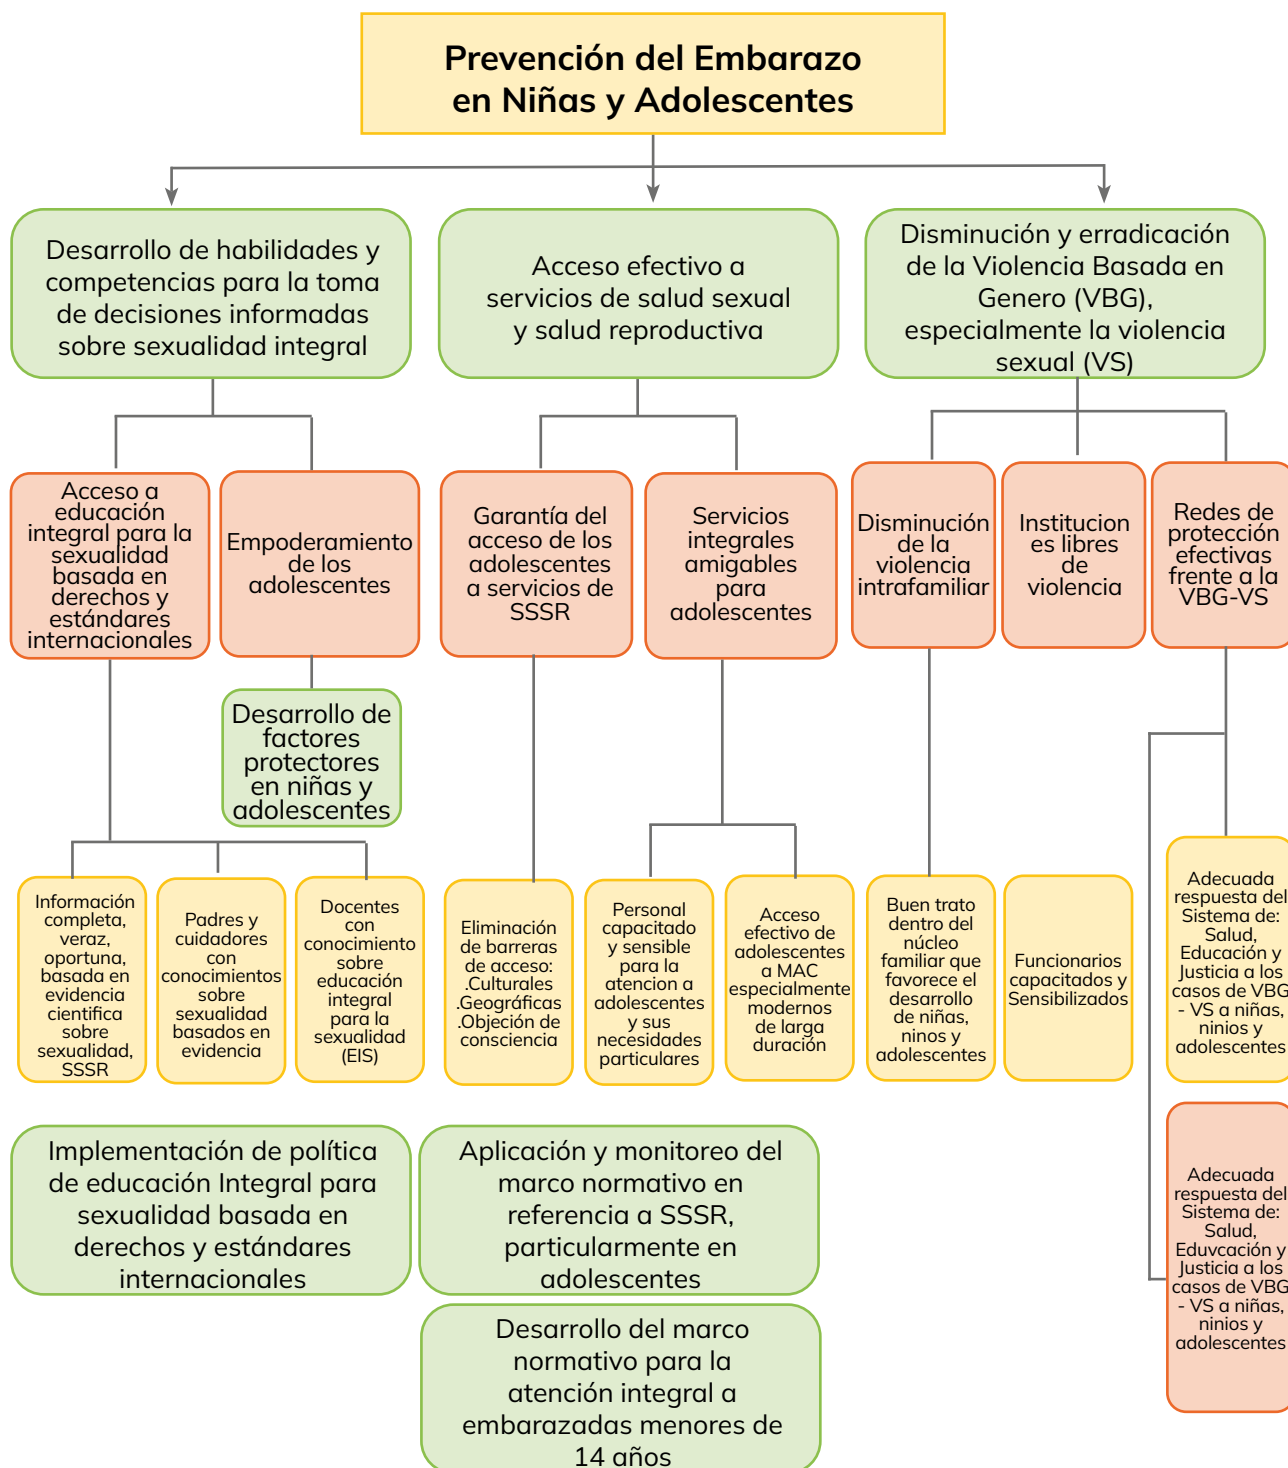 Prevención del Embarazo
en Niñas y Adolescentes
Desarrollo de habilidades y
competencias para la toma
de decisiones informadas
sobre sexualidad integral
Acceso efectivo a
servicios de salud sexual
y salud reproductiva
Disminución y erradicación
de la Violencia Basada en
Genero (VBG),
especialmente la violencia
sexual (VS)
Acceso a
educación
integral para la
sexualidad
basada en
derechos y
estándares
internacionales
Empoderamiento
de los
adolescentes
Garantía del
acceso de los
adolescentes
a servicios de
SSSR
Servicios
integrales
amigables
para
adolescentes
Disminución
de la
violencia
intrafamiliar
Institucion
es libres
de
violencia
Redes de
protección
efectivas
frente a la
VBG-VS
Desarrollo de
factores
protectores
en niñas y
adolescentes
Información
completa,
veraz,
oportuna,
basada en
evidencia
cientifica
sobre
sexualidad,
SSSR
Padres y
cuidadores
con
conocimientos
sobre
sexualidad
basados en
evidencia
Docentes
con
conocimiento
sobre
educación
integral
para la
sexualidad
(EIS)
Eliminación
de barreras
de acceso:
.Culturales
.Geográficas
.Objeción de
consciencia
Personal
capacitado
y sensible
para la
atencion a
adolescentes
y sus
necesidades
particulares
Acceso
efectivo de
adolescentes
a MAC
especialmente
modernos
de larga
duración
Buen trato
dentro del
núcleo
familiar que
favorece el
desarrollo
de niñas,
ninos y
adolescentes
Funcionarios
capacitados y
Sensibilizados
Adecuada
respuesta del
Sistema de:
Salud,
Educación y
Justicia a los
casos de VBG
- VS a niñas,
ninios y
adolescentes
Adecuada
respuesta del
Sistema de:
Salud,
Eduvcación y
Justicia a los
casos de VBG
- VS a niñas,
ninios y
adolescentes
Implementación de política
de educación Integral para
sexualidad basada en
derechos y estándares
internacionales
Aplicación y monitoreo del
marco normativo en
referencia a SSSR,
particularmente en
adolescentes
Desarrollo del marco
normativo para la
atención integral a
embarazadas menores de
14 años